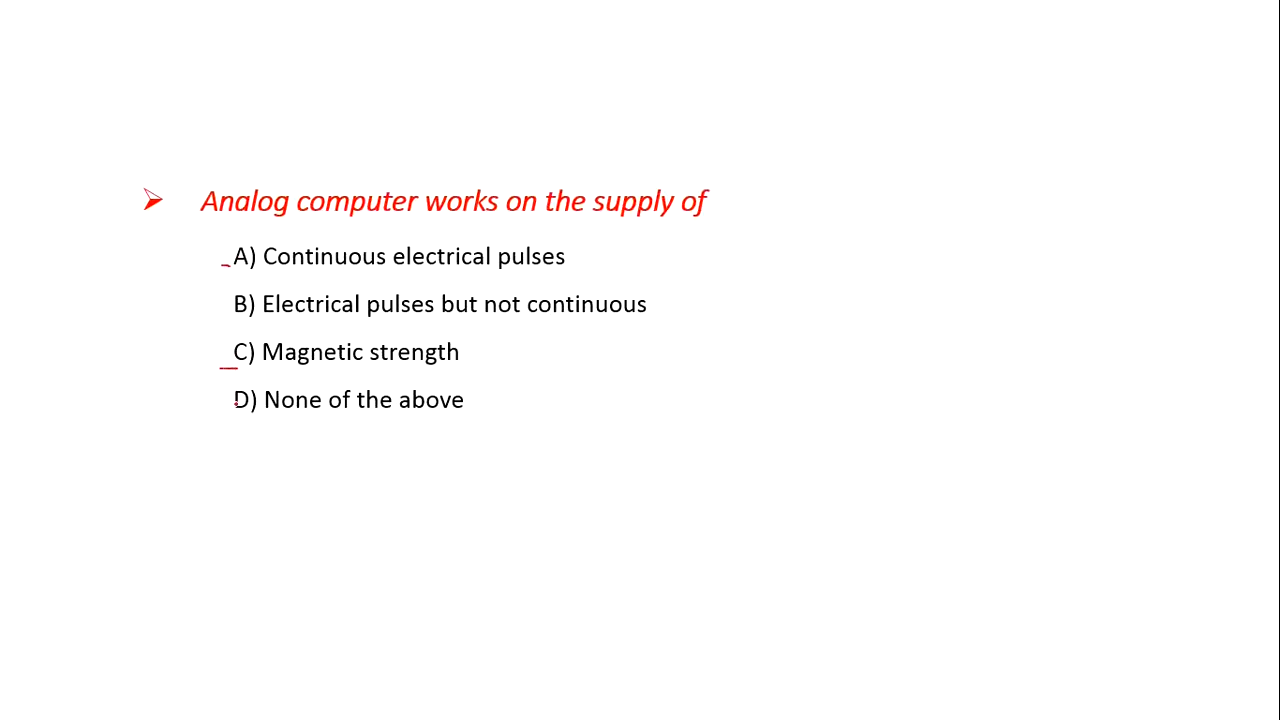 Analog computer works on the supply of
A) Continuous electrical pulses
B) Electrical pulses but not continuous
C) Magnetic strength
D) None of the above